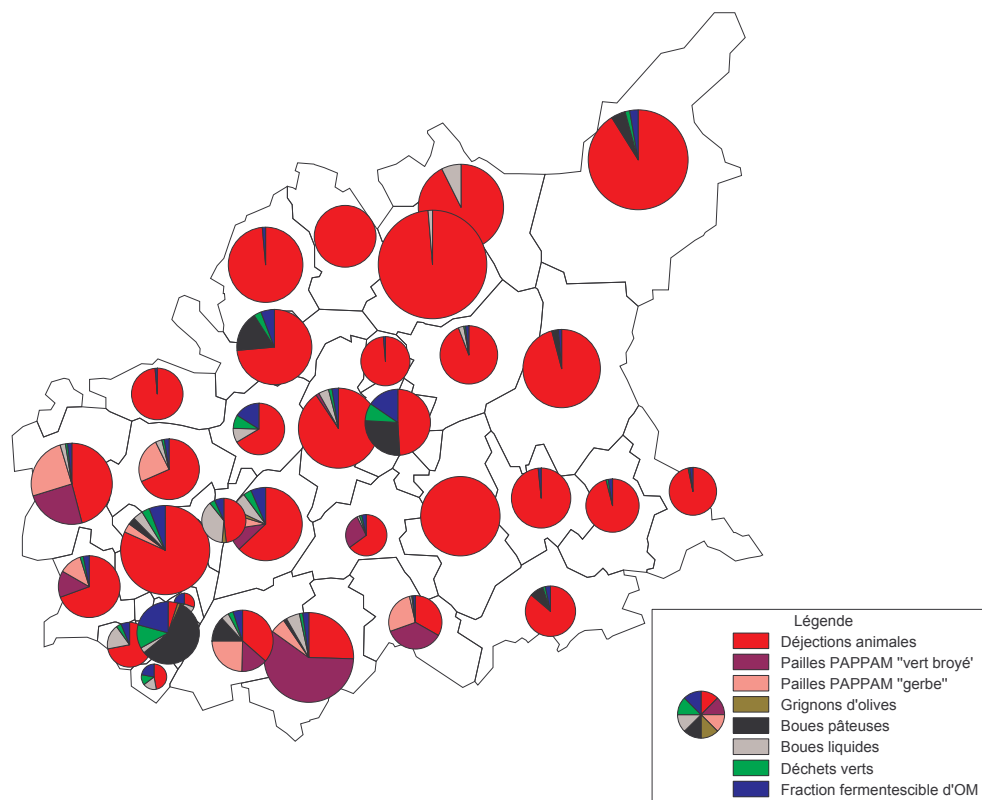 Légende
Déjections animales
Pailles PAPPAM "vert broyé'
Pailles PAPPAM "gerbe"
Grignons d'olives
Boues pâteuses
Boues liquides
Déchets verts
Fraction fermentescible d'OM